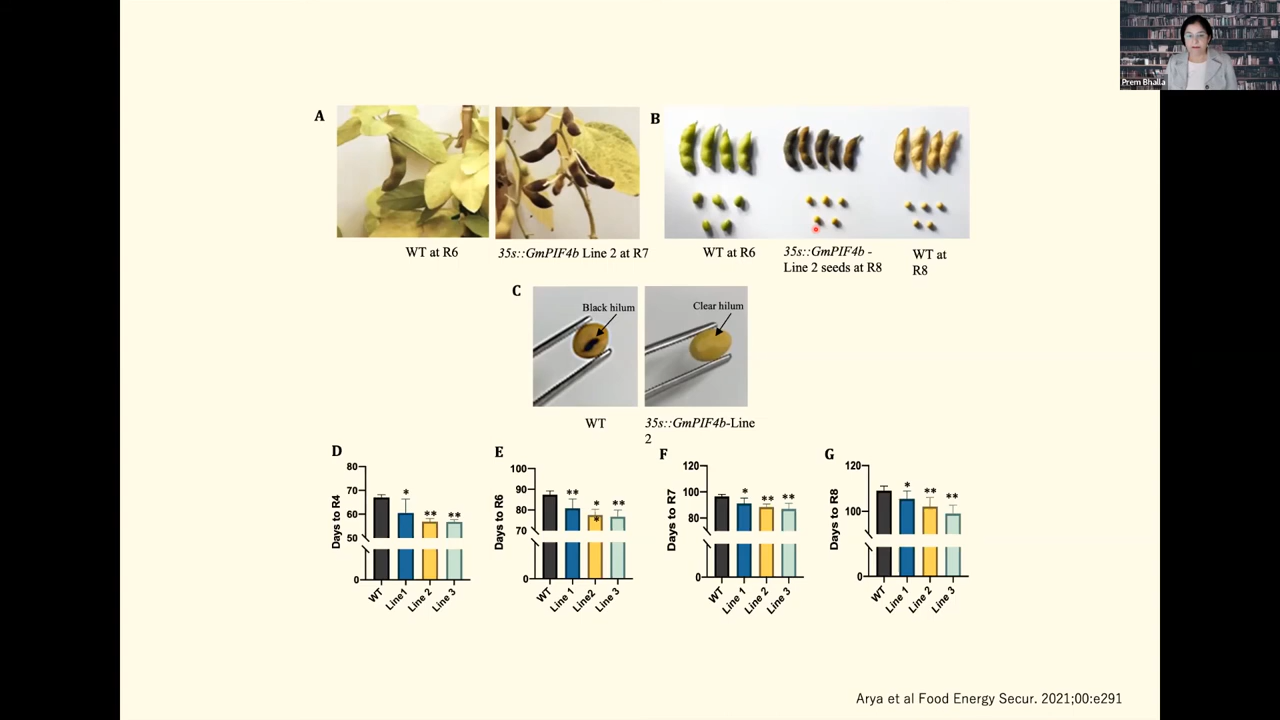 Prem Bhalla
A
B
WT at R6
35s::GmPIF4b Line 2 at R7
WT at R6
35s::GmPIF4b -
Line 2 seeds at R8
WT at
R8
C
Black hilum
Clear hilum
WT
35s::GmPIF4b-Line
2
D
Days to R4
80
70
60
50
0
*
**
**
WT
Line1
Line 2
Line 3
E
Days to R6
100
90
80
70
0
**
*
*
**
WT
Line 1
Line2
Line 3
F
Days to R7
120
100
80
0
*
**
**
WT
Line 1
Line 2
Line 3
G
Days to R8
120
100
0
*
**
**
WT
Line 1
Line 2
Line 3
Arya et al Food Energy Secur. 2021;00:e291